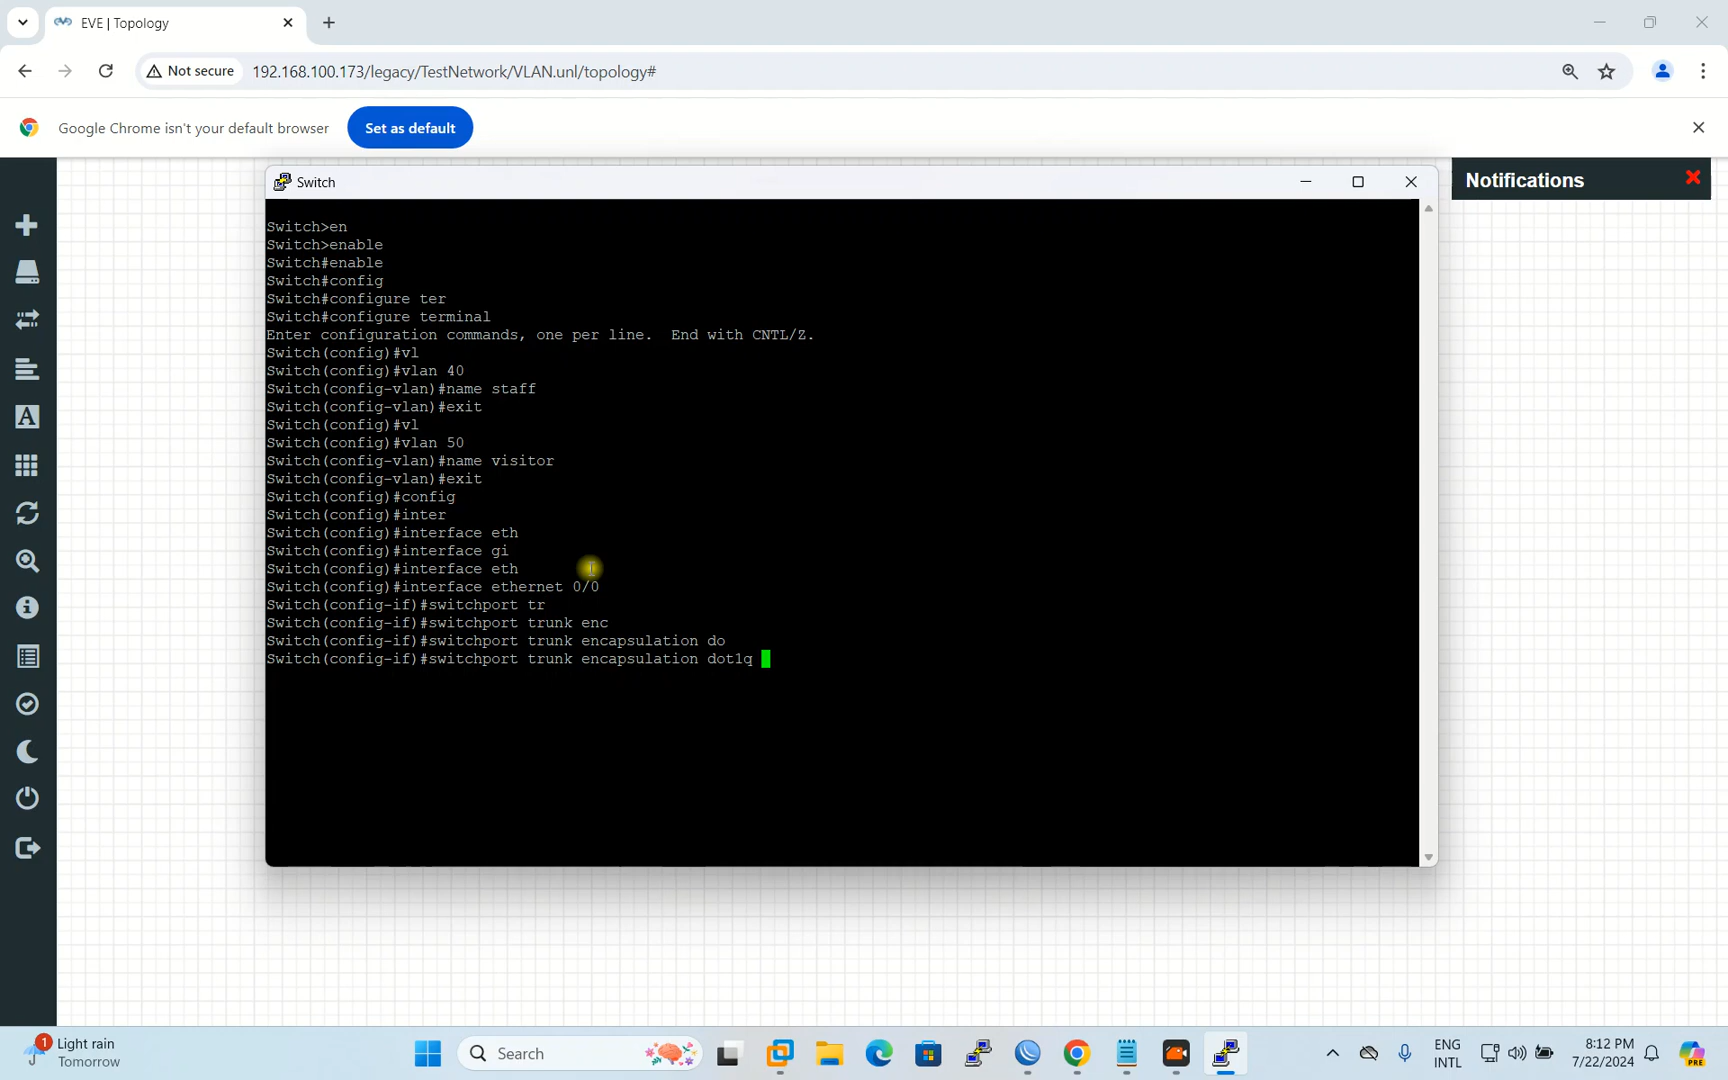 EVE | Topology
Not secure
192.168.100.173/legacy/TestNetwork/VLAN.unl/topology#
Google Chrome isn't your default browser
Set as default
Switch
Notifications
Switch>en
Switch>enable
Switch#enable
Switch#config
Switch#configure ter
Switch#configure terminal
Enter configuration commands, one per line.  End with CNTL/Z.
Switch(config)#vl
Switch(config)#vlan 40
Switch(config-vlan)#name staff
Switch(config-vlan)#exit
Switch(config)#vl
Switch(config)#vlan 50
Switch(config-vlan)#name visitor
Switch(config-vlan)#exit
Switch(config)#config
Switch(config)#inter
Switch(config)#interface eth
Switch(config)#interface gi
Switch(config)#interface eth
Switch(config)#interface ethernet 0/0
Switch(config-if)#switchport tr
Switch(config-if)#switchport trunk enc
Switch(config-if)#switchport trunk encapsulation do
Switch(config-if)#switchport trunk encapsulation dot1q
A
1
Light rain
Tomorrow
Search
ENG
INTL
8:12 PM
7/22/2024
PRE